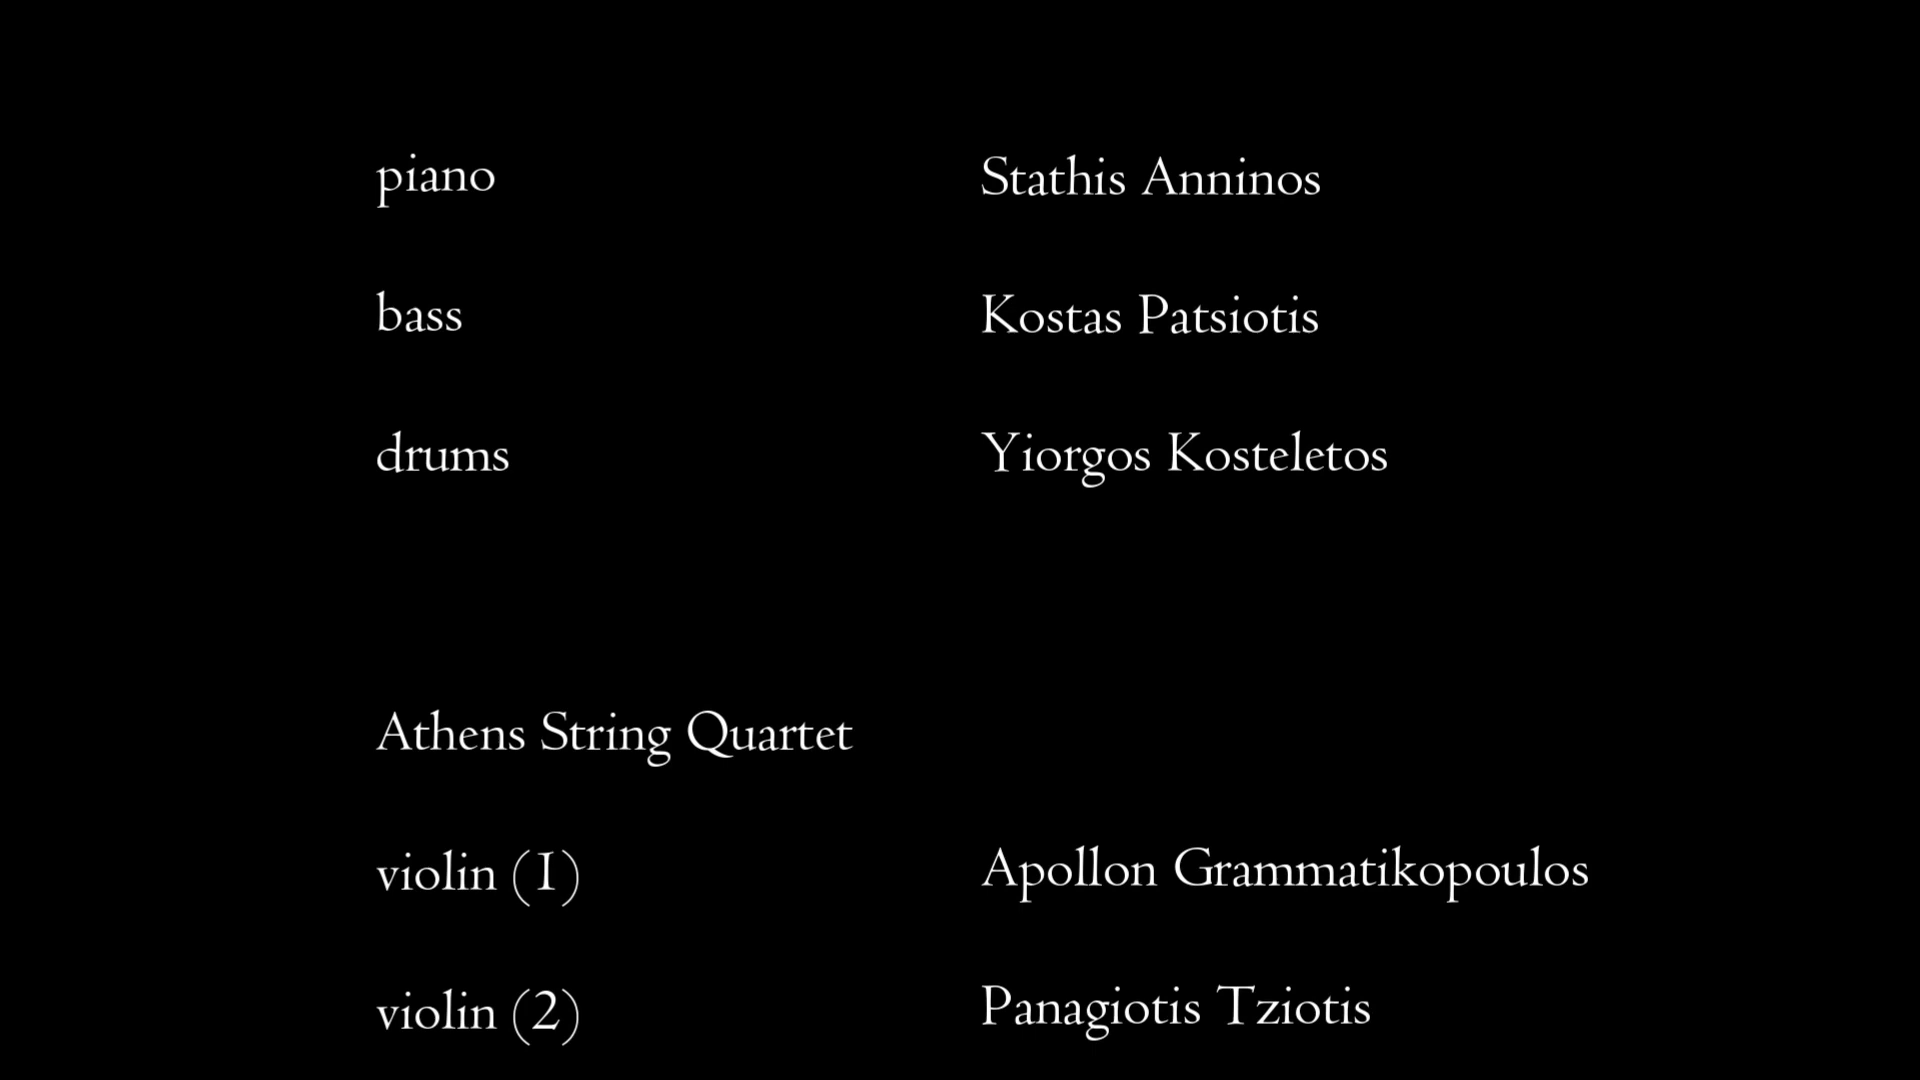 piano Stathis Anninos
bass Kostas Patsiotis
drums Yiorgos Kosteletos
Athens String Quartet
violin (1) Apollon Grammatikopoulos
violin (2) Panagiotis Tziotis